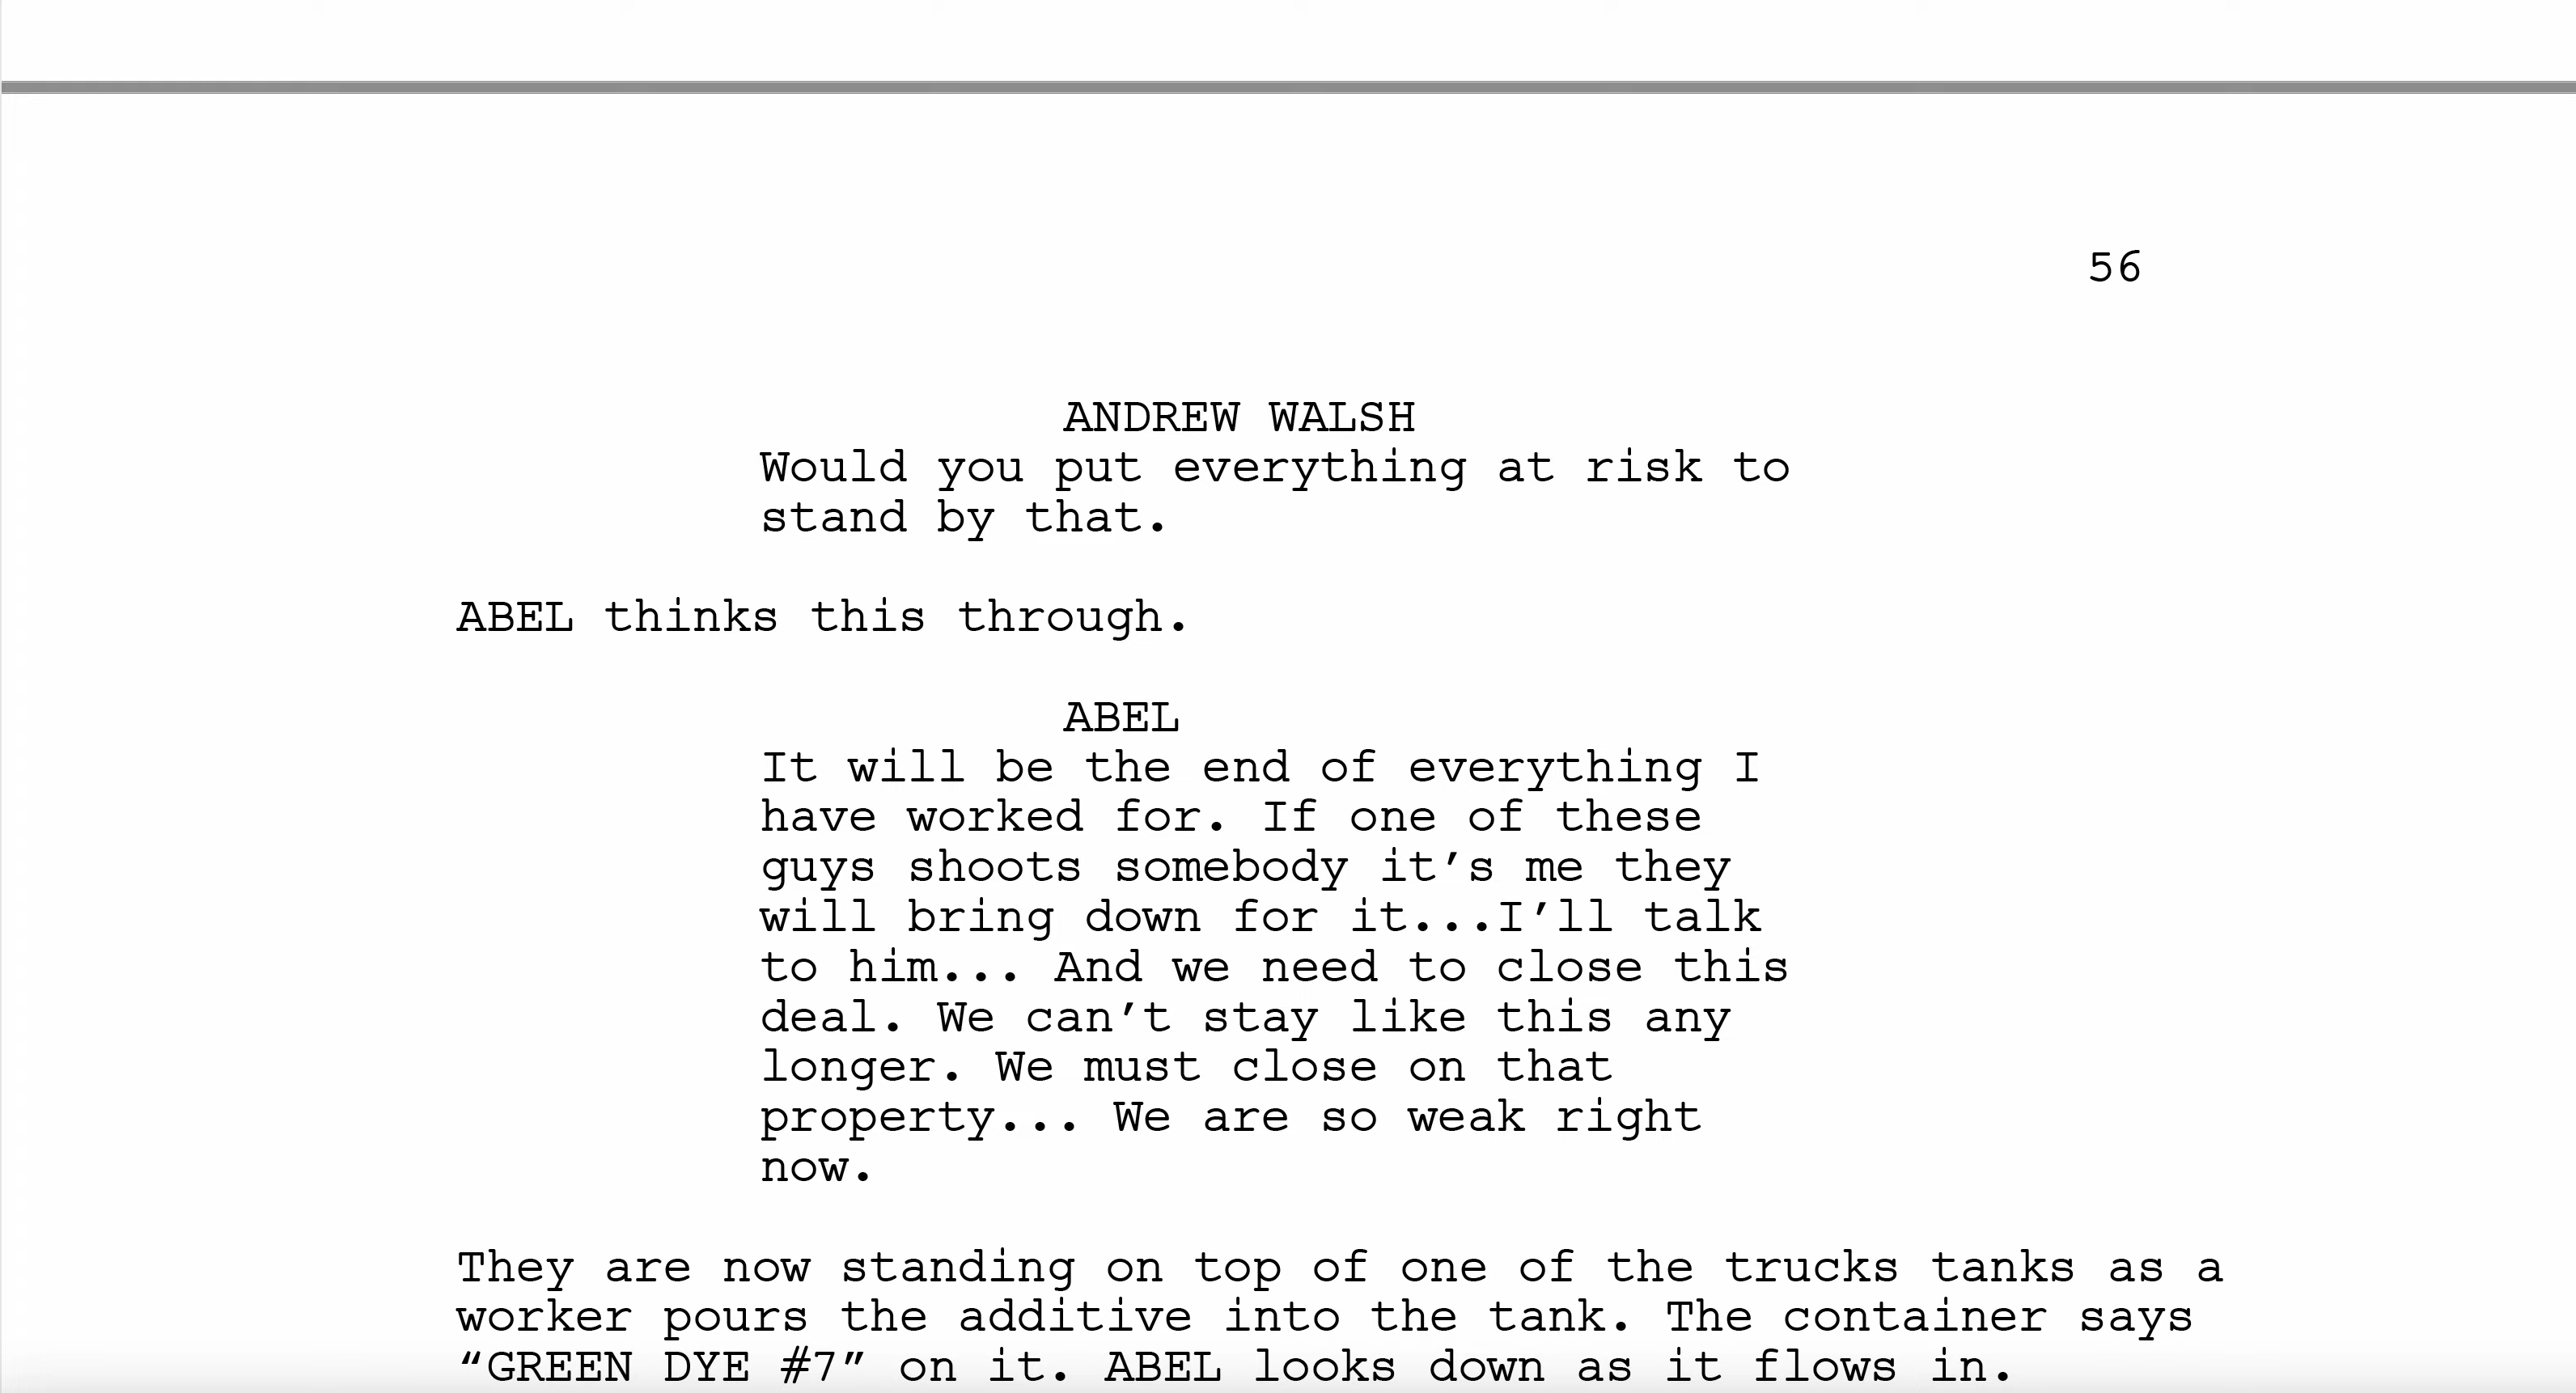 56
ANDREW WALSH
Would you put everything at risk to
stand by that.
ABEL thinks this through.
ABEL
It will be the end of everything I
have worked for. If one of these
guys shoots somebody it’s me they
will bring down for it...I’ll talk
to him... And we need to close this
deal. We can’t stay like this any
longer. We must close on that
property... We are so weak right
now.
They are now standing on top of one of the trucks tanks as a
worker pours the additive into the tank. The container says
“GREEN DYE #7” on it. ABEL looks down as it flows in.